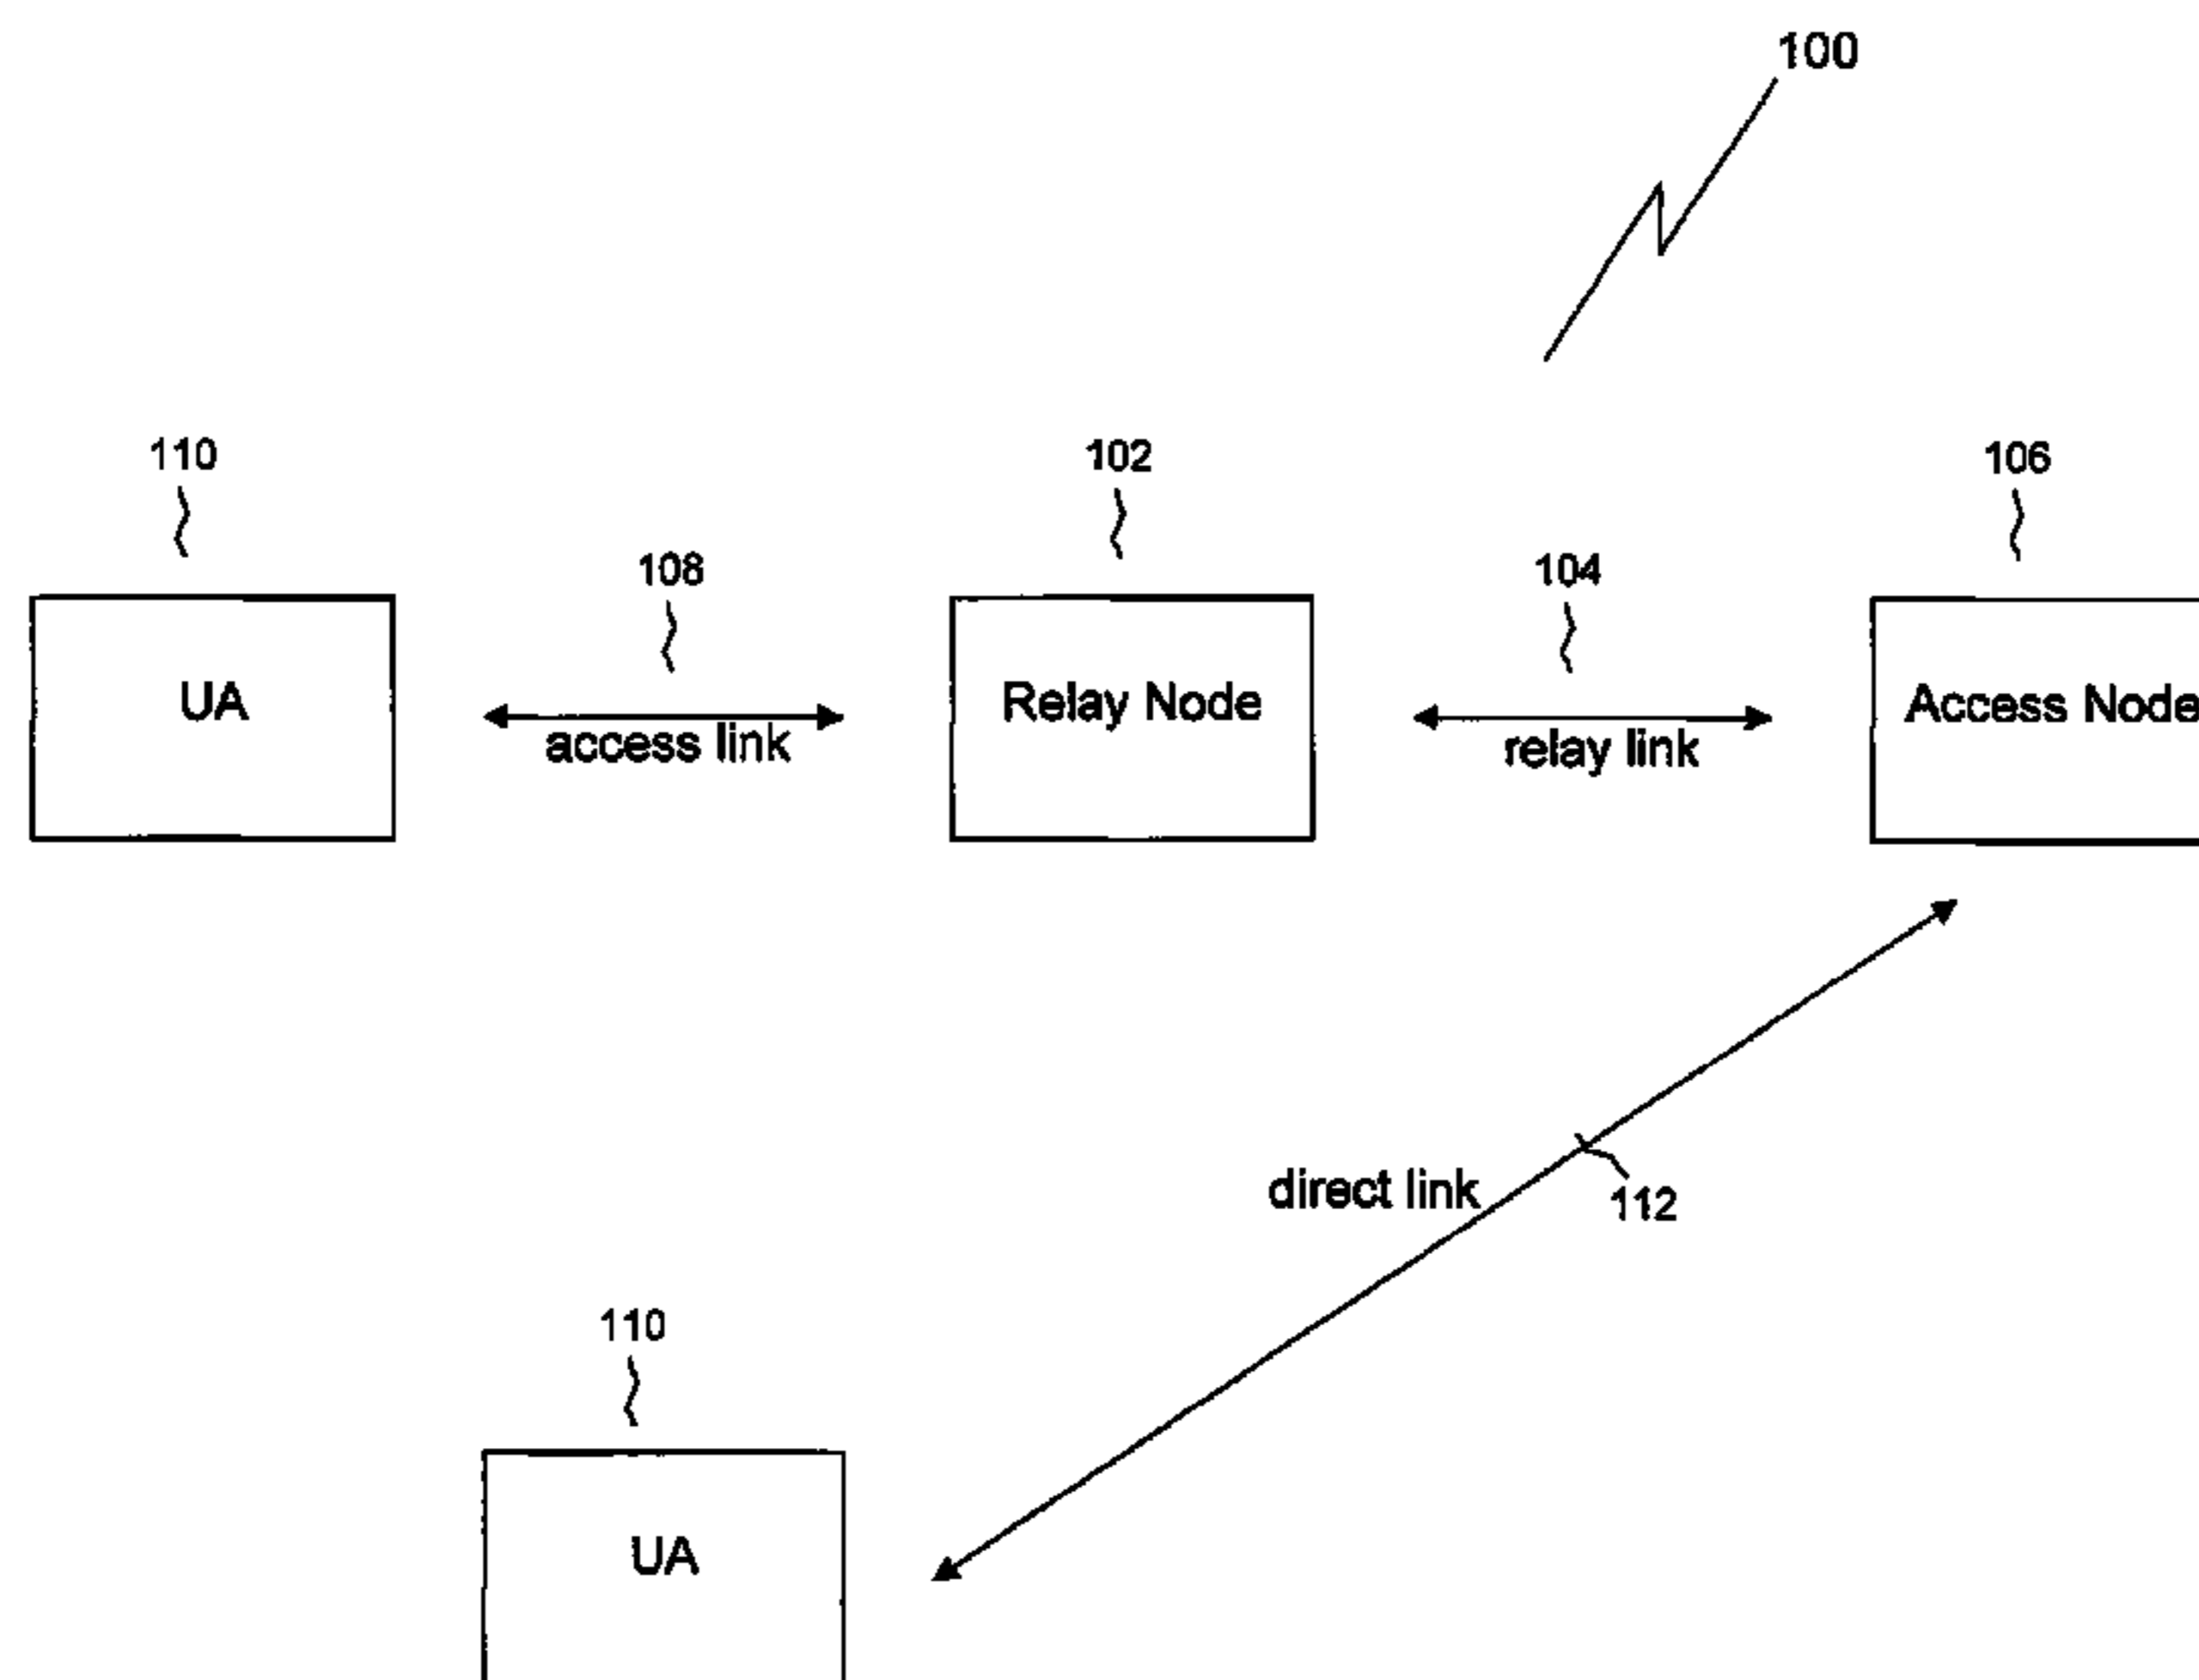 100
110
102
106
108
104
UA
Relay Node
Access Node
access link
relay link
direct link
112
110
UA